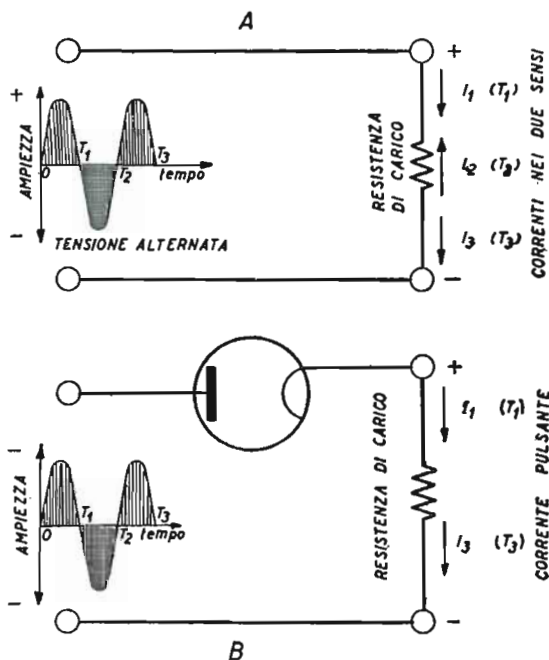 A
+
+
AMPIEZZA
-
0
T1
T2
T3
tempo
TENSIONE ALTERNATA
RESISTENZA
DI CARICO
I1 (T1)
I2 (T2)
I3 (T3)
-
CORRENTI NEI DUE SENSI
+
-
AMPIEZZA
-
0
T1
T2
T3
tempo
RESISTENZA DI CARICO
I1 (T1)
I3 (T3)
-
CORRENTE PULSANTE
B